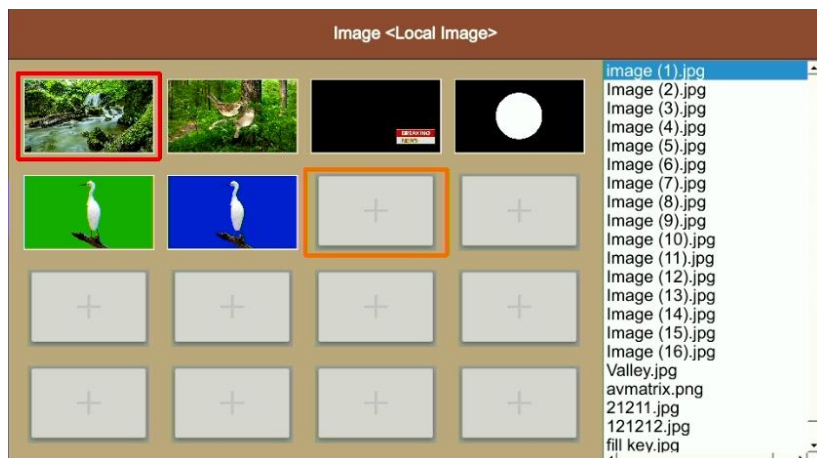 Image <Local Image>
BREAKING
NEWS
image (1).jpg
Image (2).jpg
Image (3).jpg
Image (4).jpg
Image (5).jpg
Image (6).jpg
Image (7).jpg
Image (8).jpg
Image (9).jpg
Image (10).jpg
Image (11).jpg
Image (12).jpg
Image (13).jpg
Image (14).jpg
Image (15).jpg
Image (16).jpg
Valley.jpg
avmatrix.png
21211.jpg
121212.jpg
fill key.jpg